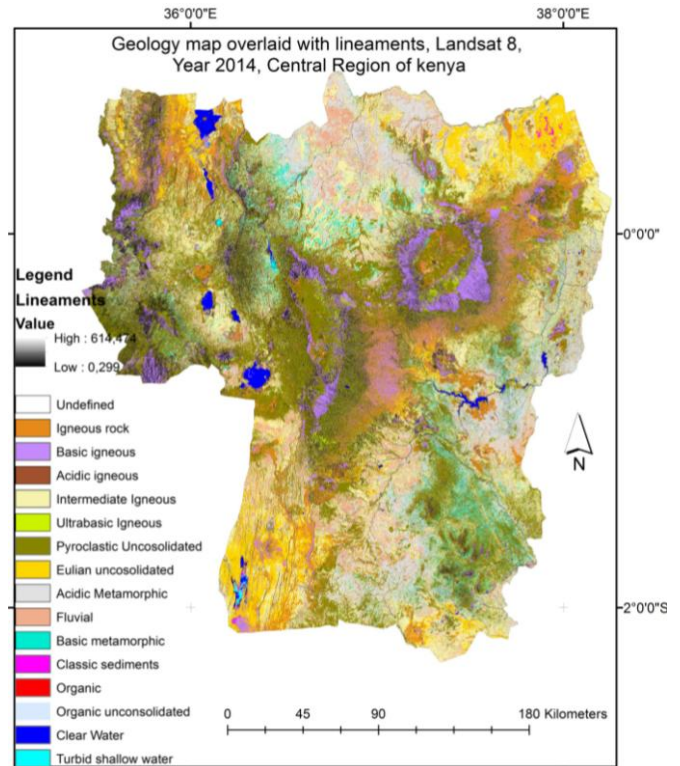 36°0'0"E
38°0'0"E
Geology map overlaid with lineaments, Landsat 8,
Year 2014, Central Region of kenya
0°0'0"
Legend
Lineaments
Value
High : 614,474
Low : 0,299
Undefined
Igneous rock
Basic igneous
Acidic igneous
Intermediate Igneous
Ultrabasic Igneous
Pyroclastic Uncosolidated
Eulian uncosolidated
Acidic Metamorphic
Fluvial
Basic metamorphic
Classic sediments
Organic
Organic unconsolidated
Clear Water
Turbid shallow water
N
2°0'0"S
0 45 90 180 Kilometers